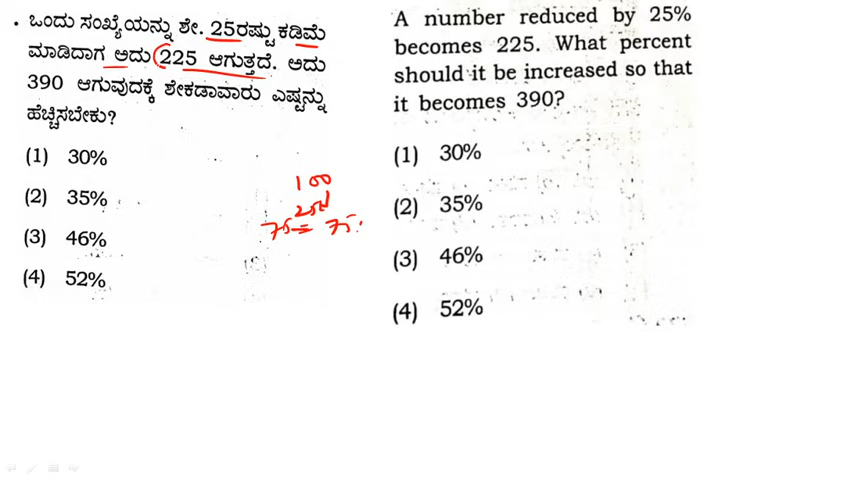 . ಒಂದು ಸಂಖ್ಯೆಯನ್ನು ಶೇ. 25ರಷ್ಟು ಕಡಿಮೆ
ಮಾಡಿದಾಗ ಅದು 225 ಆಗುತ್ತದೆ. ಅದು
390 ಆಗುವುದಕ್ಕೆ ಶೇಕಡಾವಾರು ಎಷ್ಟನ್ನು
ಹೆಚ್ಚಿಸಬೇಕು?
(1) 30%
(2) 35%
(3) 46%
(4) 52%
100
75 = 75
A number reduced by 25%
becomes 225. What percent
should it be increased so that
it becomes 390?
(1) 30%
(2) 35%
(3) 46%
(4) 52%